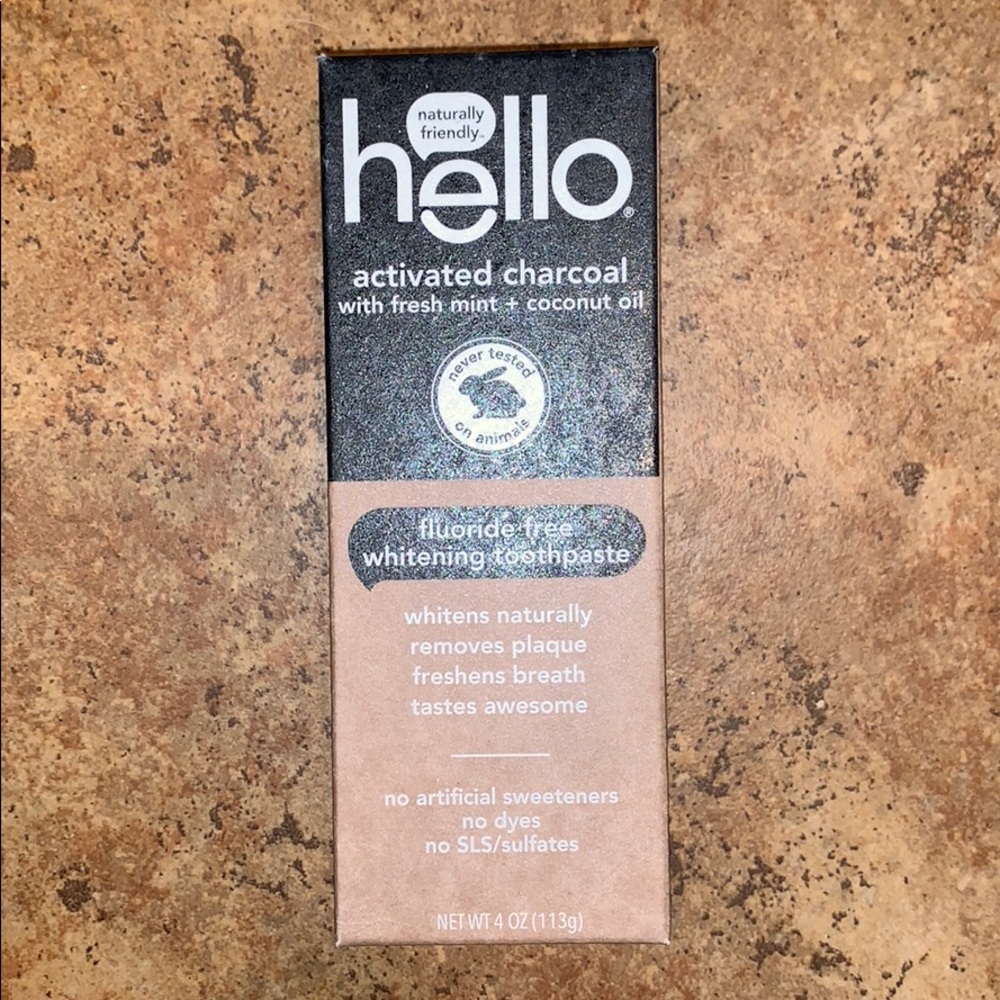 naturally
friendly™
hello®
activated charcoal
with fresh mint + coconut oil
never tested
on animals
fluoride free
whitening toothpaste
whitens naturally
removes plaque
freshens breath
tastes awesome
no artificial sweeteners
no dyes
no SLS/sulfates
NET WT 4 OZ (113g)